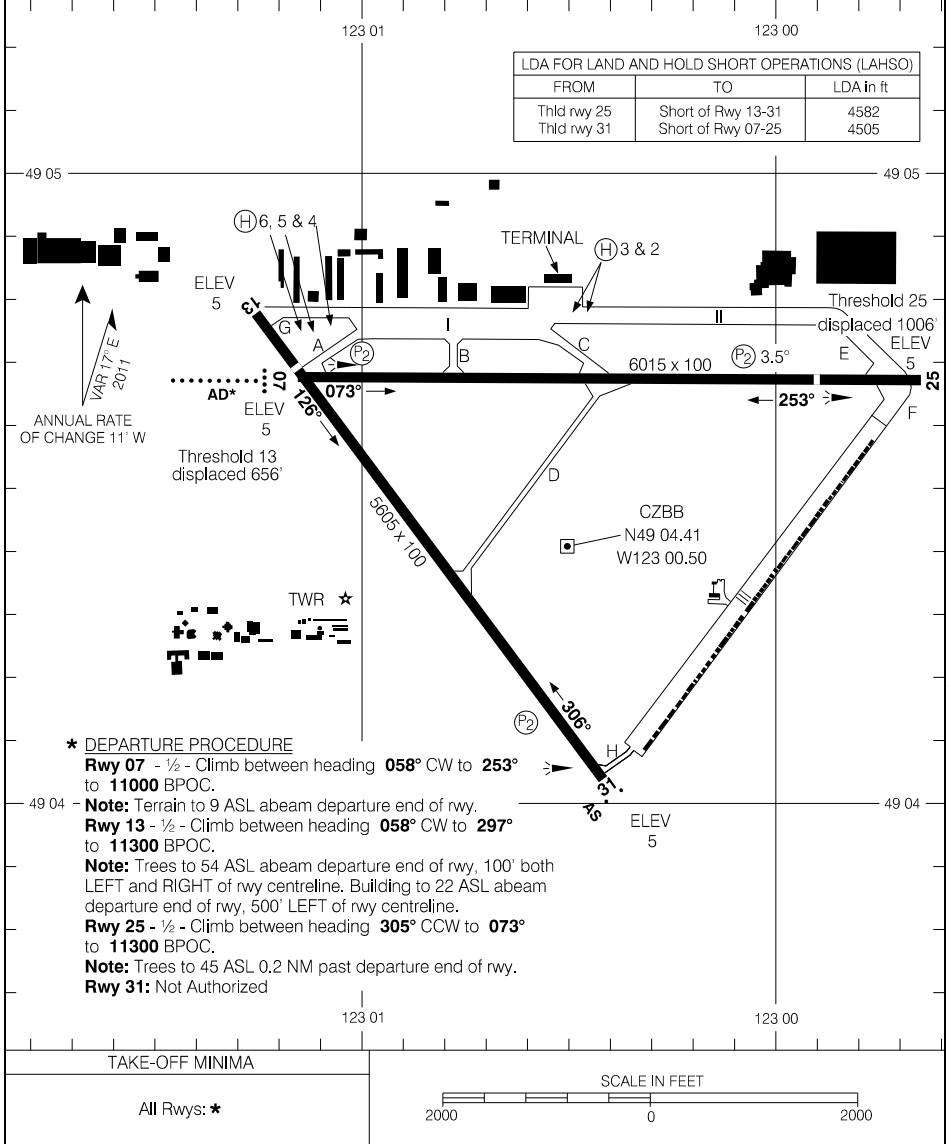 123 01
123 00
LDA FOR LAND AND HOLD SHORT OPERATIONS (LAHSO)
FROM TO LDA in ft
Thld rwy 25 Short of Rwy 13-31 4582
Thld rwy 31 Short of Rwy 07-25 4505
49 05
49 05
H 6, 5 & 4
TERMINAL
H 3 & 2
ELEV
5
13
Threshold 25
displaced 1006'
ELEV
5
G
A
I
II
P2
B
C
6015 x 100
P2 3.5°
E
VAR 17° E
2011
ANNUAL RATE
OF CHANGE 11' W
AD*
07
073°
253°
25
ELEV
5
126°
F
Threshold 13
displaced 656'
D
5605 x 100
CZBB
N49 04.41
W123 00.50
TWR
P2
306°
H
31
AS
ELEV
5
* DEPARTURE PROCEDURE
Rwy 07 - ½ - Climb between heading 058° CW to 253°
to 11000 BPOC.
49 04
Note: Terrain to 9 ASL abeam departure end of rwy.
49 04
Rwy 13 - ½ - Climb between heading 058° CW to 297°
to 11300 BPOC.
Note: Trees to 54 ASL abeam departure end of rwy, 100' both
LEFT and RIGHT of rwy centreline. Building to 22 ASL abeam
departure end of rwy, 500' LEFT of rwy centreline.
Rwy 25 - ½ - Climb between heading 305° CCW to 073°
to 11300 BPOC.
Note: Trees to 45 ASL 0.2 NM past departure end of rwy.
Rwy 31: Not Authorized
123 01
123 00
TAKE-OFF MINIMA
All Rwys: *
SCALE IN FEET
2000 0 2000